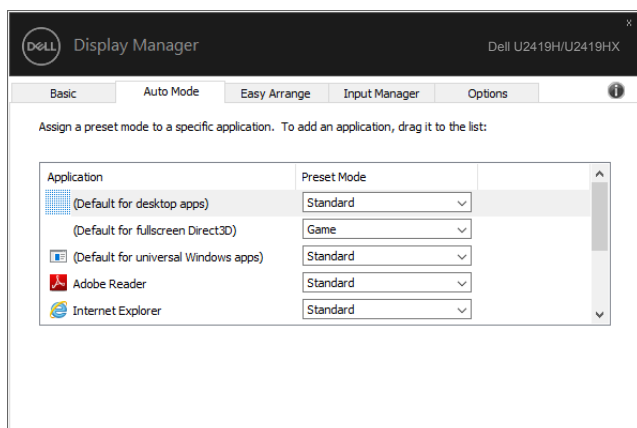 x
DELL Display Manager Dell U2419H/U2419HX
Basic Auto Mode Easy Arrange Input Manager Options i
Assign a preset mode to a specific application. To add an application, drag it to the list:
Application Preset Mode
(Default for desktop apps) Standard
(Default for fullscreen Direct3D) Game
(Default for universal Windows apps) Standard
Adobe Reader Standard
Internet Explorer Standard